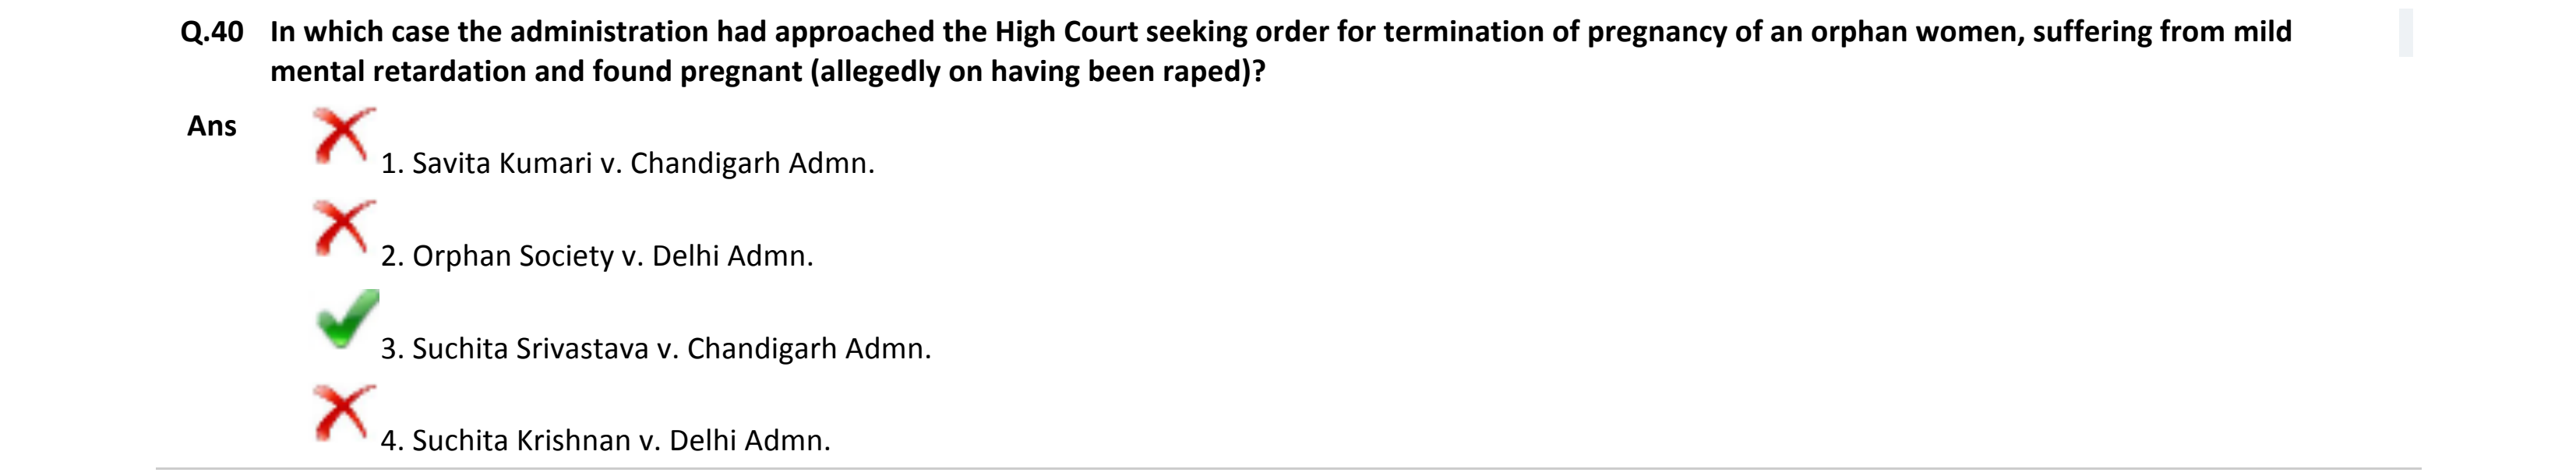 Q.40 In which case the administration had approached the High Court seeking order for termination of pregnancy of an orphan women, suffering from mild
mental retardation and found pregnant (allegedly on having been raped)?
Ans
1. Savita Kumari v. Chandigarh Admn.
2. Orphan Society v. Delhi Admn.
3. Suchita Srivastava v. Chandigarh Admn.
4. Suchita Krishnan v. Delhi Admn.